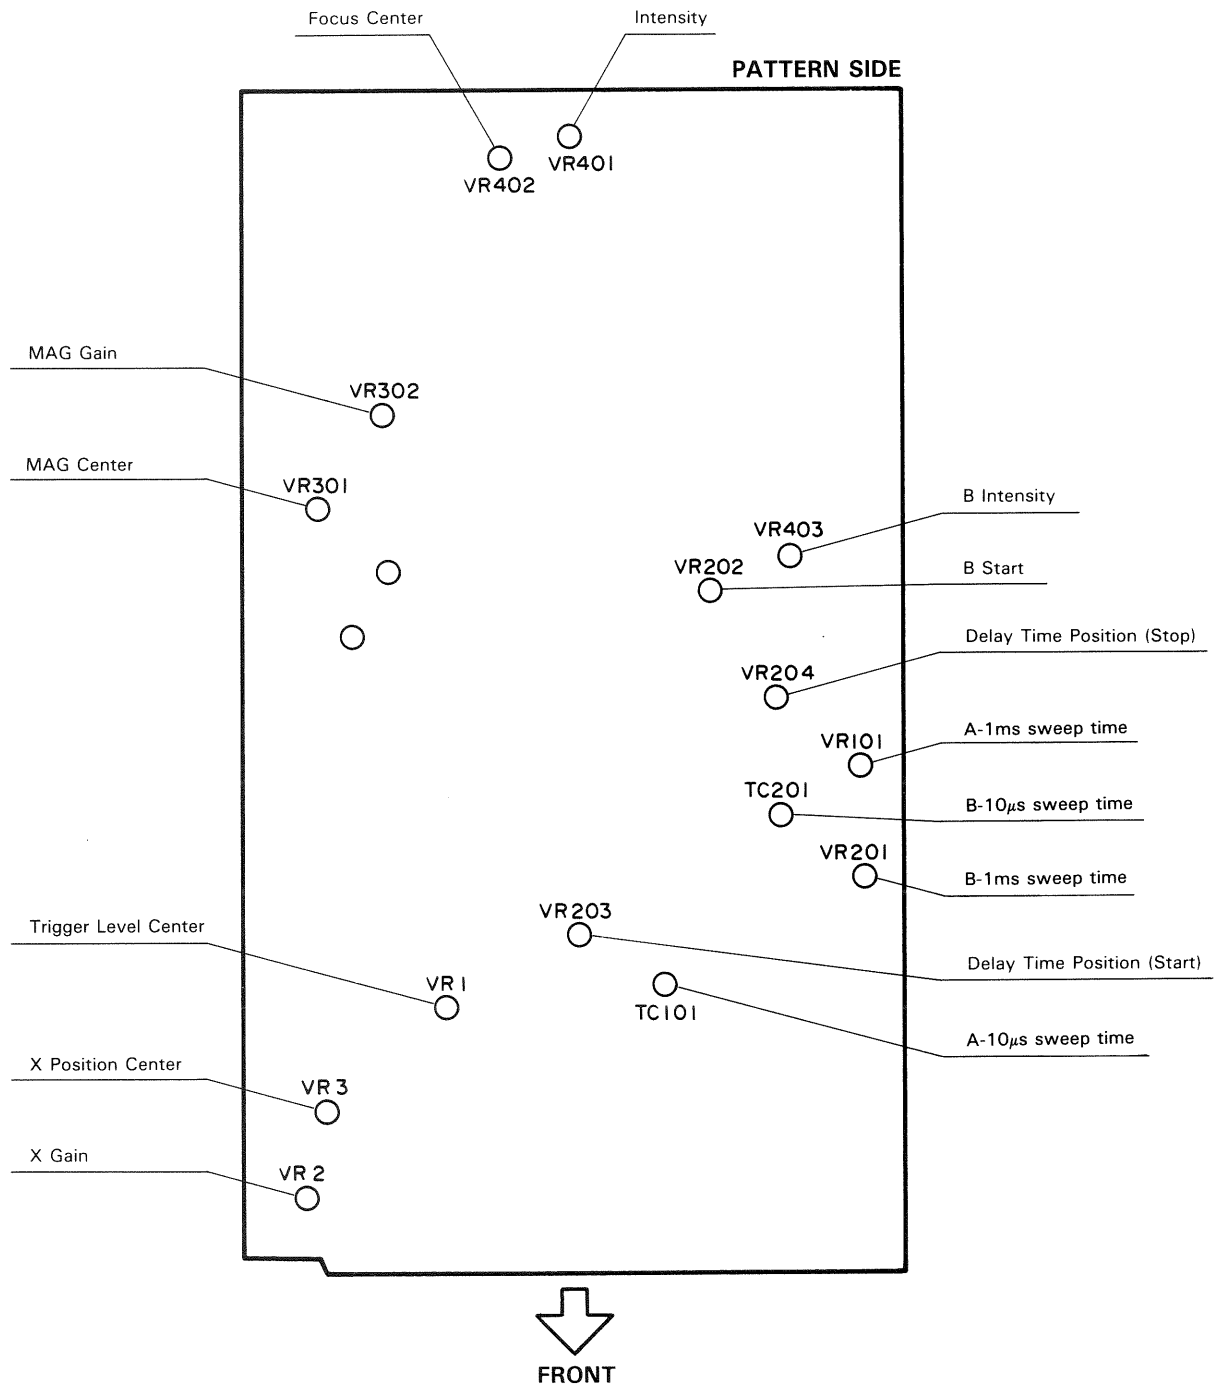 Focus Center
Intensity
PATTERN SIDE
VR401
VR402
MAG Gain
VR302
MAG Center
VR301
B Intensity
VR403
VR202
B Start
Delay Time Position (Stop)
VR204
A-1ms sweep time
VR101
TC201
B-10μs sweep time
VR201
B-1ms sweep time
VR203
Trigger Level Center
Delay Time Position (Start)
VR1
TC101
A-10μs sweep time
X Position Center
VR3
X Gain
VR2
FRONT